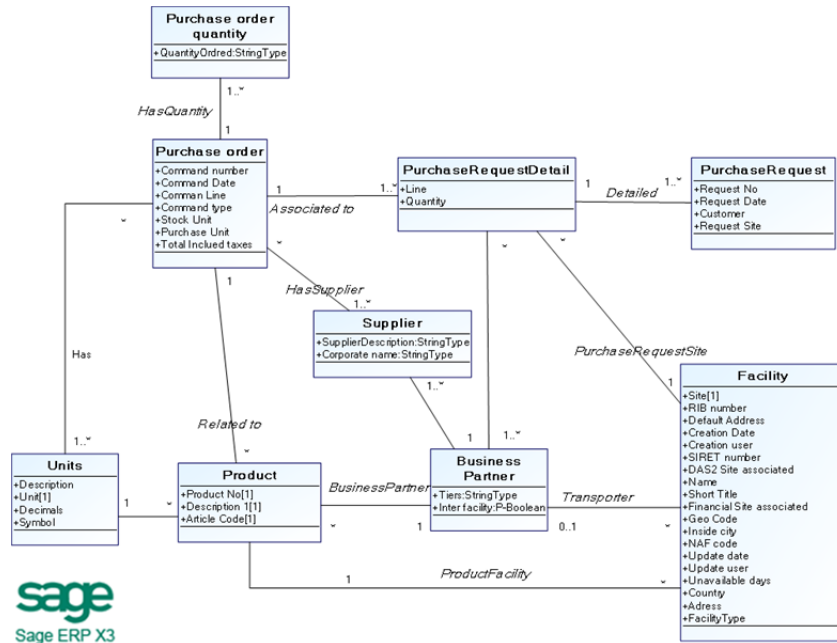 Purchase order
quantity
+QuantityOrdred:StringType
1..*
HasQuantity
1
Purchase order
+Command number
+Command Date
+Comman Line
+Command type
+Stock Unit
+Purchase Unit
+Total Inclued taxes
1
1..*
Associated to
PurchaseRequestDetail
+Line
+Quantity
1
1..*
Detailed
PurchaseRequest
+Request No
+Request Date
+Customer
+Request Site
*
*
HasSupplier
1..*
1
*
*
Supplier
+SupplierDescription:StringType
+Corporate name:StringType
1..*
1
PurchaseRequestSite
1
1..*
Has
1..*
Related to
*
Units
+Description
+Unit[1]
+Decimals
+Symbol
1
*
Product
+Product No[1]
+Description 1[1]
+Article Code[1]
BusinessPartner
*
1
Business
Partner
+Tiers:StringType
+Inter facility:P-Boolean
Transporter
0..1
*
Facility
+Site[1]
+RIB number
+Default Address
+Creation Date
+Creation user
+SIRET number
+DAS2 Site associated
+Name
+Short Title
+Financial Site associated
+Geo Code
+Inside city
+NAF code
+Update date
+Update user
+Unavailable days
+Country
+Adress
+FacilityType
1
ProductFacility
*
sage
Sage ERP X3